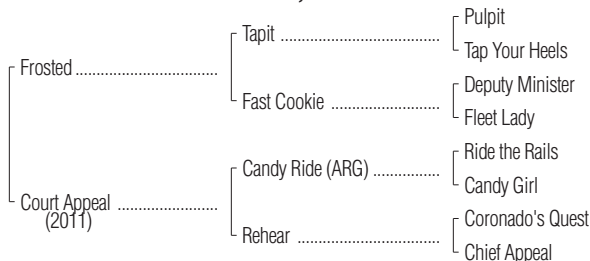 Pulpit
Tapit ..........................................
Tap Your Heels
Frosted ......................................
Deputy Minister
Fast Cookie .............................
Fleet Lady
Ride the Rails
Candy Ride (ARG) .................
Candy Girl
Court Appeal ..........................
(2011)
Coronado's Quest
Rehear ......................................
Chief Appeal